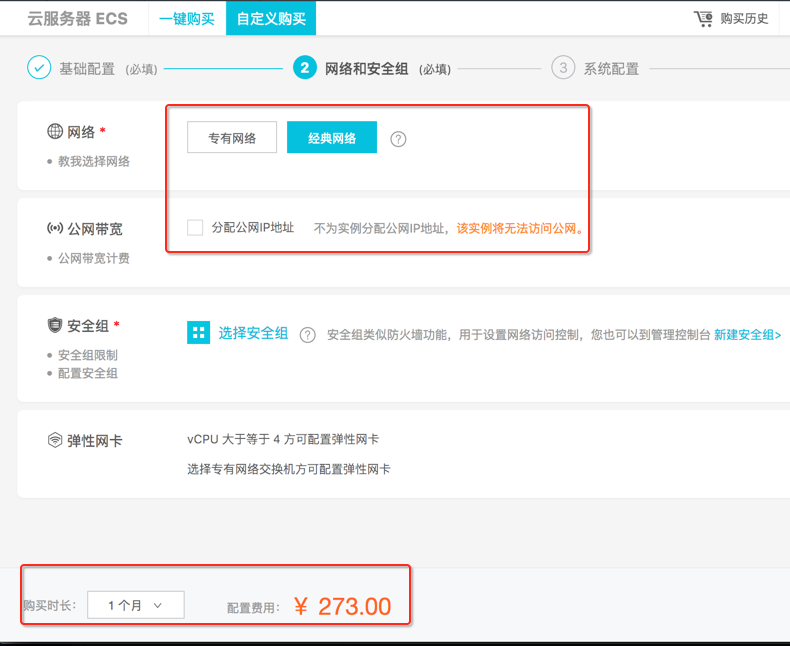 云服务器 ECS 一键购买 自定义购买 购买历史
基础配置 (必填) 2 网络和安全组 (必填) 3 系统配置
网络 * 专有网络 经典网络 ?
• 教我选择网络
公网带宽 分配公网IP地址 不为实例分配公网IP地址，该实例将无法访问公网。
• 公网带宽计费
安全组 * 选择安全组 ? 安全组类似防火墙功能，用于设置网络访问控制，您也可以到管理控制台 新建安全组>
• 安全组限制
• 配置安全组
弹性网卡 vCPU 大于等于 4 方可配置弹性网卡
选择专有网络交换机方可配置弹性网卡
购买时长： 1 个月 配置费用： ¥ 273.00